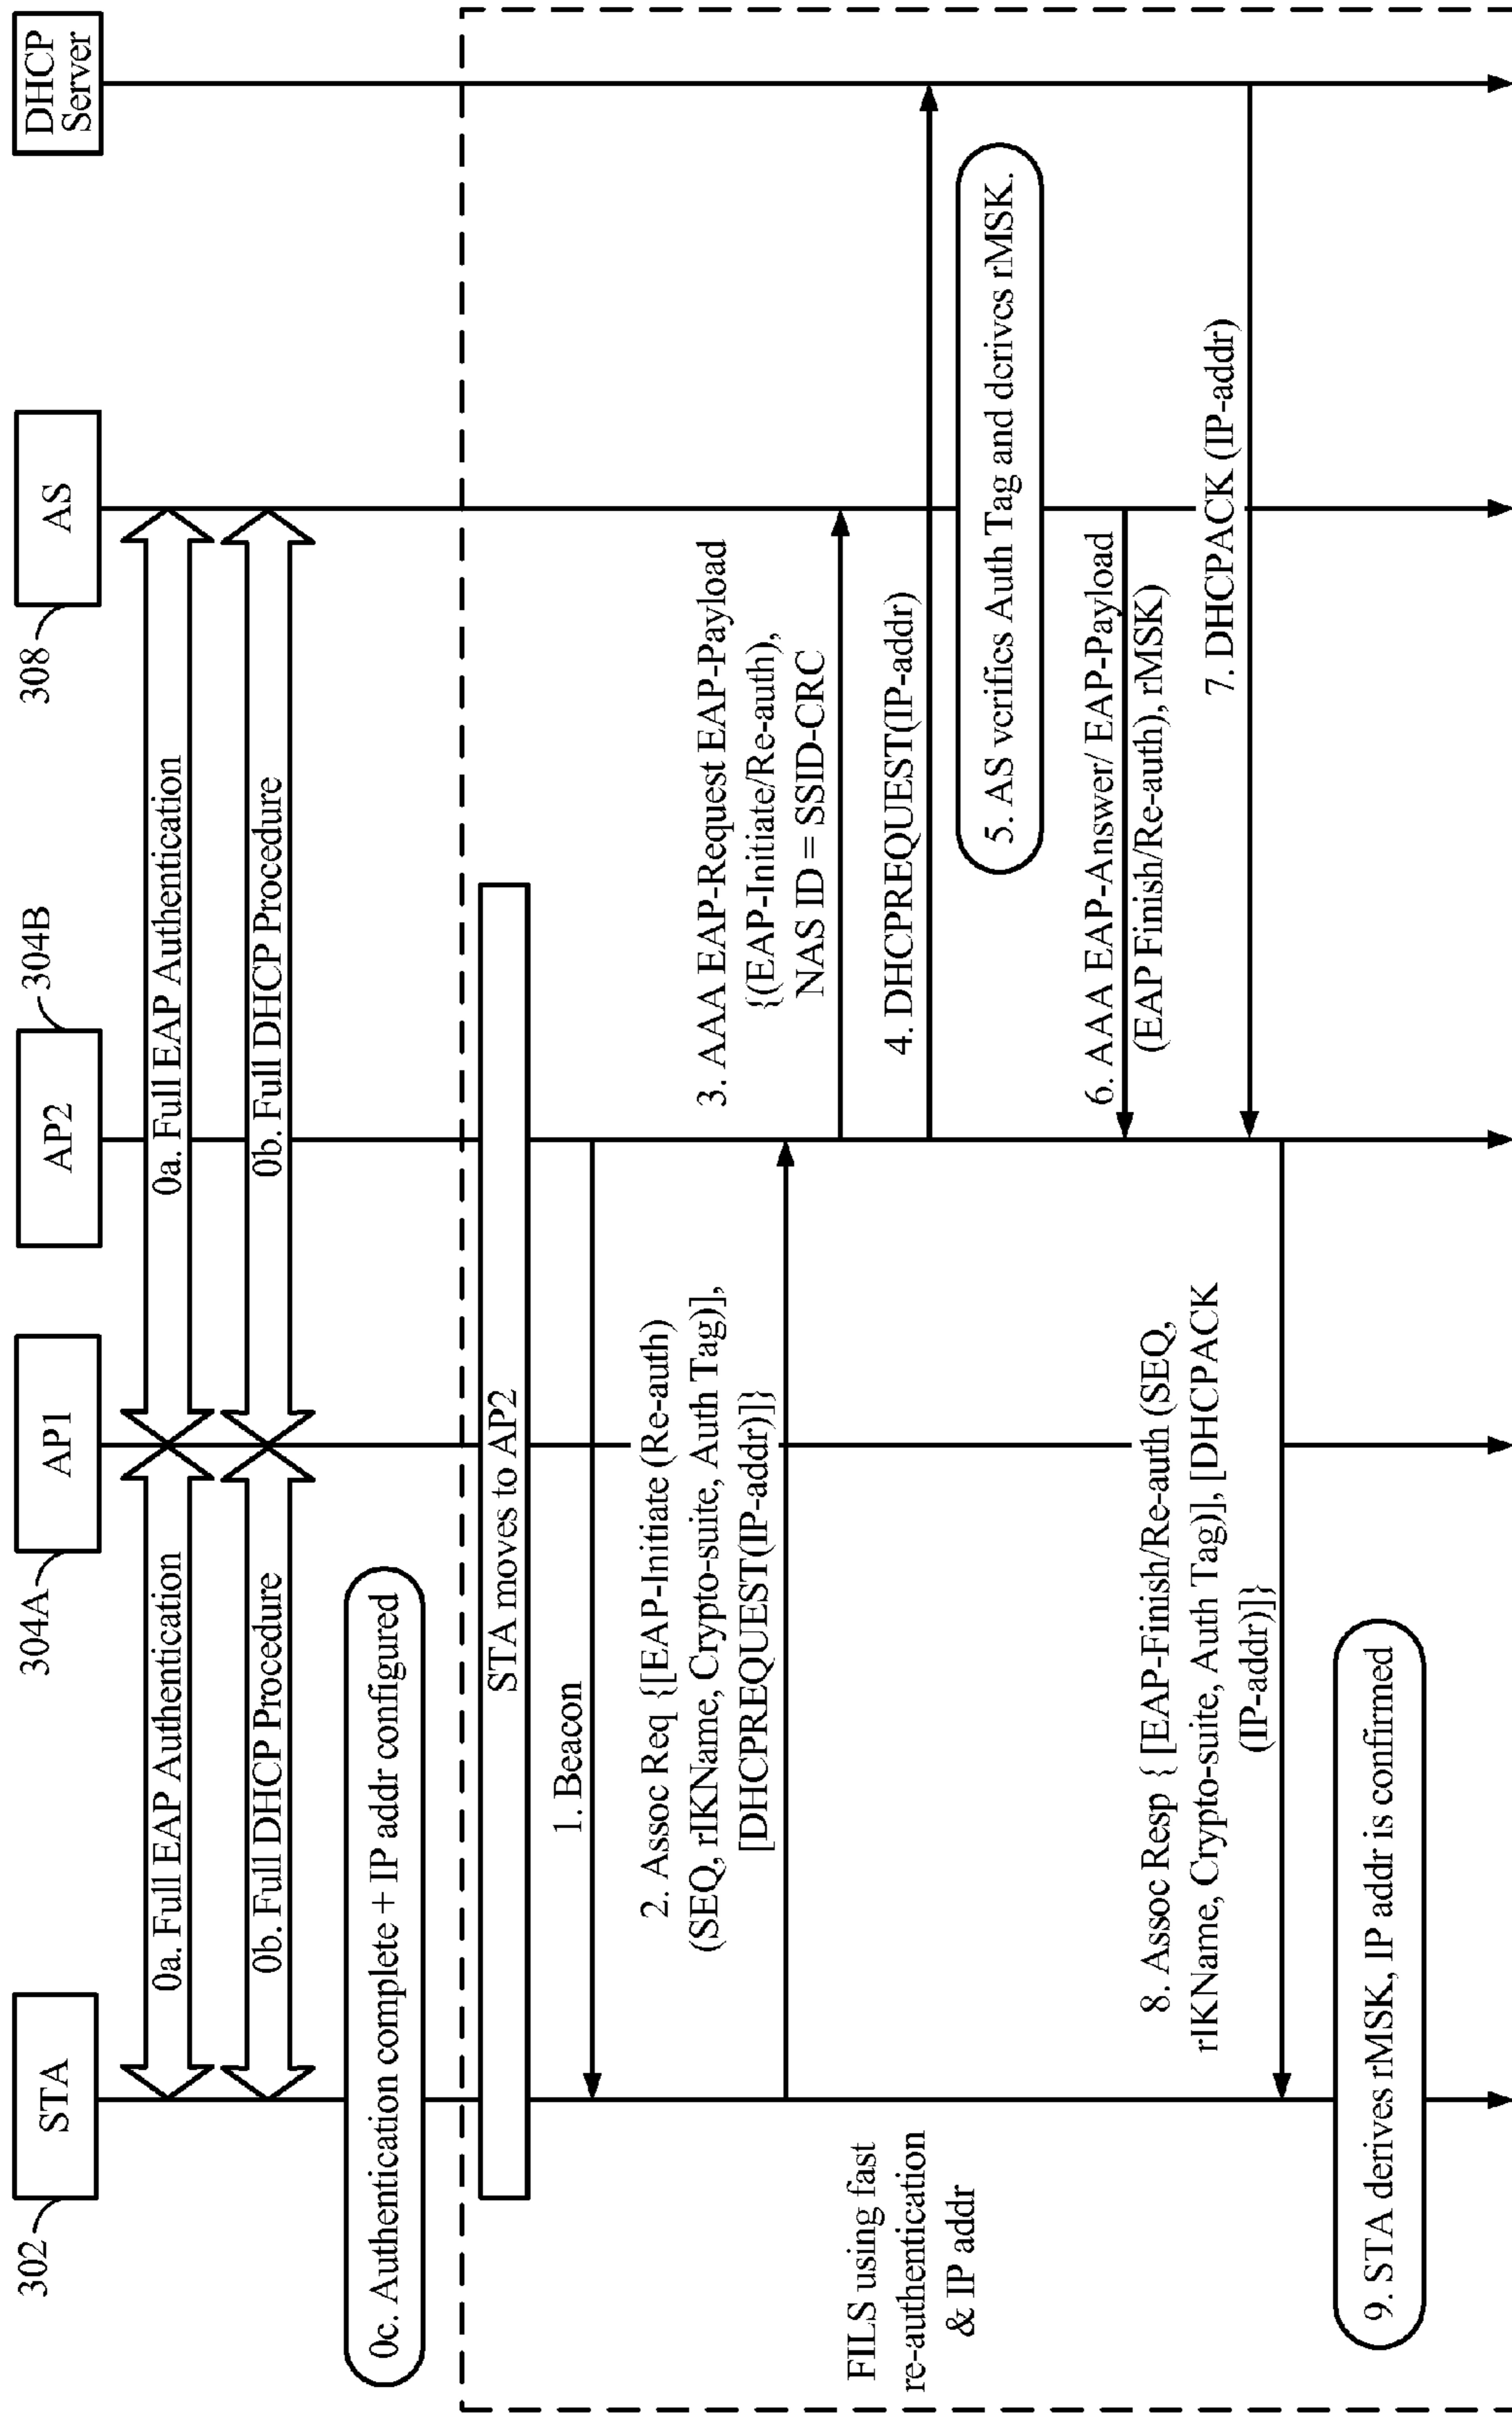 302
STA
304A
AP1
AP2
304B
308
AS
DHCP
Server
0a. Full EAP Authentication
0a. Full EAP Authentication
0b. Full DHCP Procedure
0b. Full DHCP Procedure
0c. Authentication complete + IP addr configured
STA moves to AP2
1. Beacon
2. Assoc Req {[EAP-Initiate (Re-auth)
(SEQ, rIKName, Crypto-suite, Auth Tag)],
[DHCPREQUEST(IP-addr)]}
3. AAA EAP-Request EAP-Payload
{(EAP-Initiate/Re-auth),
NAS ID = SSID-CRC
4. DHCPREQUEST(IP-addr)
FILS using fast
re-authentication
& IP addr
5. AS verifies Auth Tag and derives rMSK.
6. AAA EAP-Answer/ EAP-Payload
(EAP Finish/Re-auth), rMSK)
7. DHCPACK (IP-addr)
8. Assoc Resp { [EAP-Finish/Re-auth (SEQ,
rIKName, Crypto-suite, Auth Tag)], [DHCPACK
(IP-addr)]}
9. STA derives rMSK, IP addr is confirmed